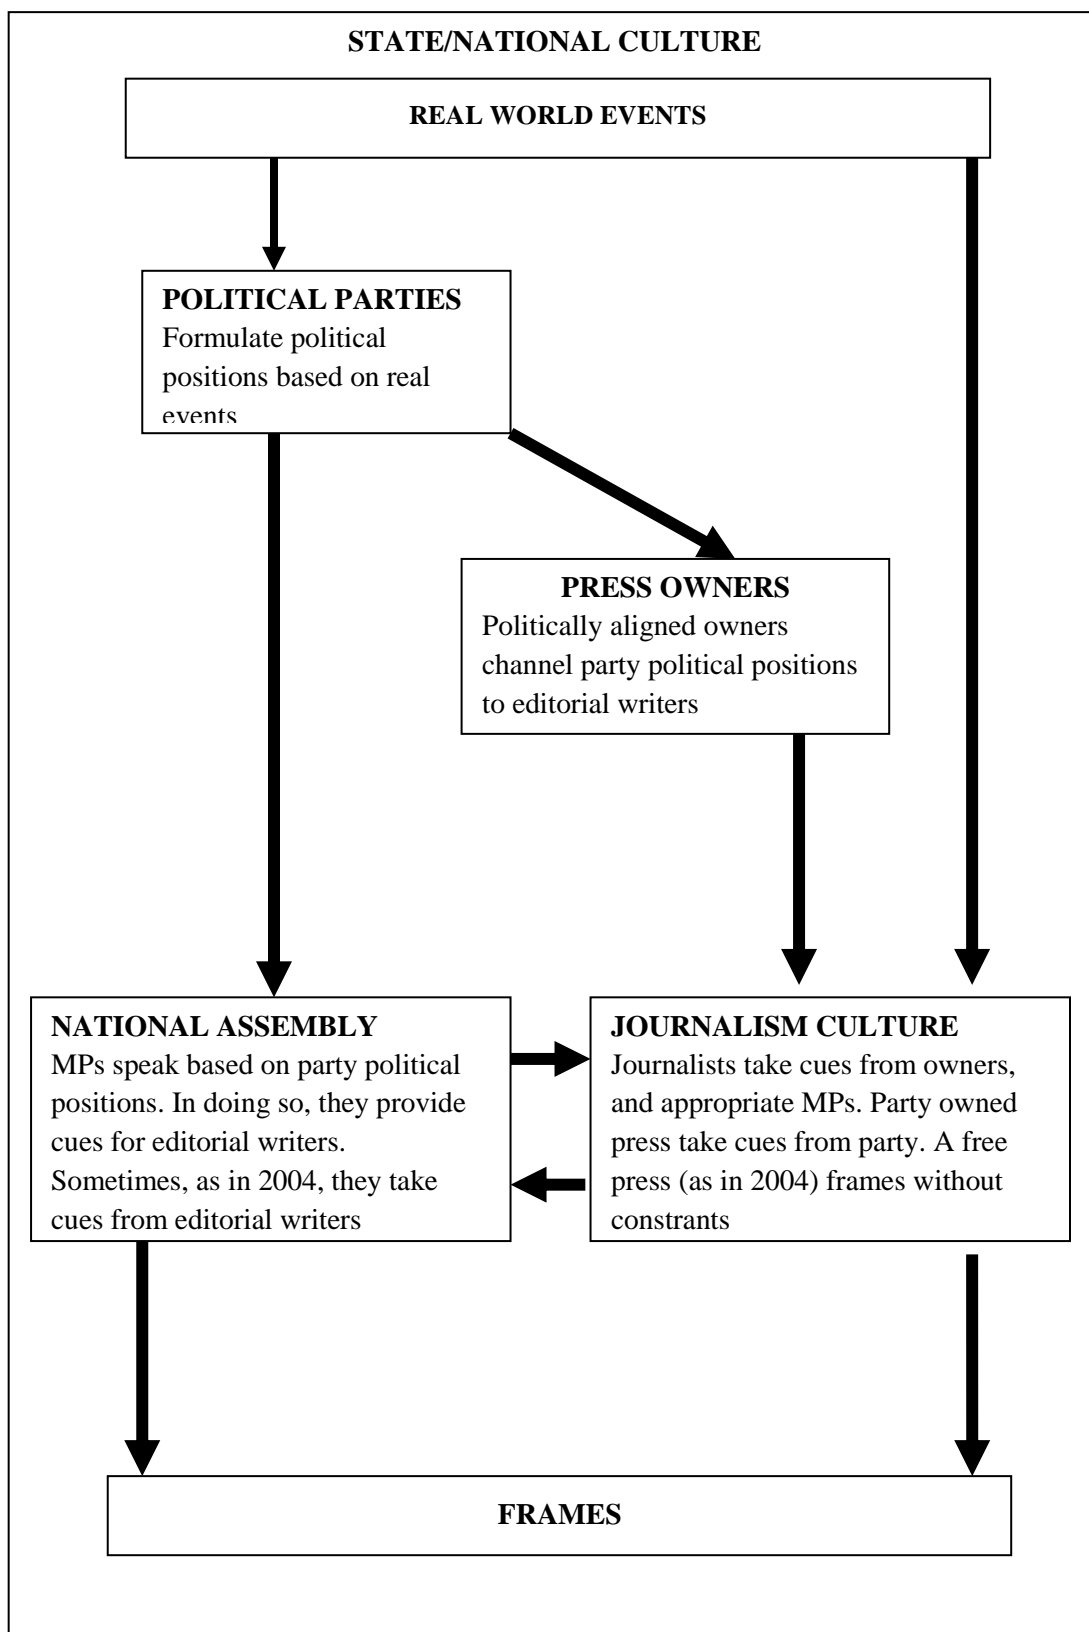 STATE/NATIONAL CULTURE
REAL WORLD EVENTS
POLITICAL PARTIES
Formulate political
positions based on real
events
PRESS OWNERS
Politically aligned owners
channel party political positions
to editorial writers
NATIONAL ASSEMBLY
MPs speak based on party political
positions. In doing so, they provide
cues for editorial writers.
Sometimes, as in 2004, they take
cues from editorial writers
JOURNALISM CULTURE
Journalists take cues from owners,
and appropriate MPs. Party owned
press take cues from party. A free
press (as in 2004) frames without
constrants
FRAMES